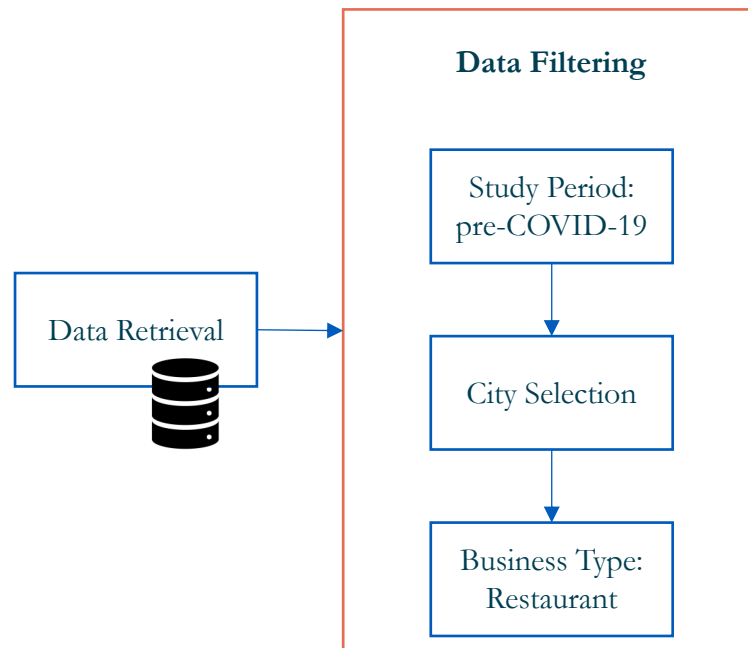 Data Filtering
Study Period:
pre-COVID-19
Data Retrieval
City Selection
Business Type:
Restaurant